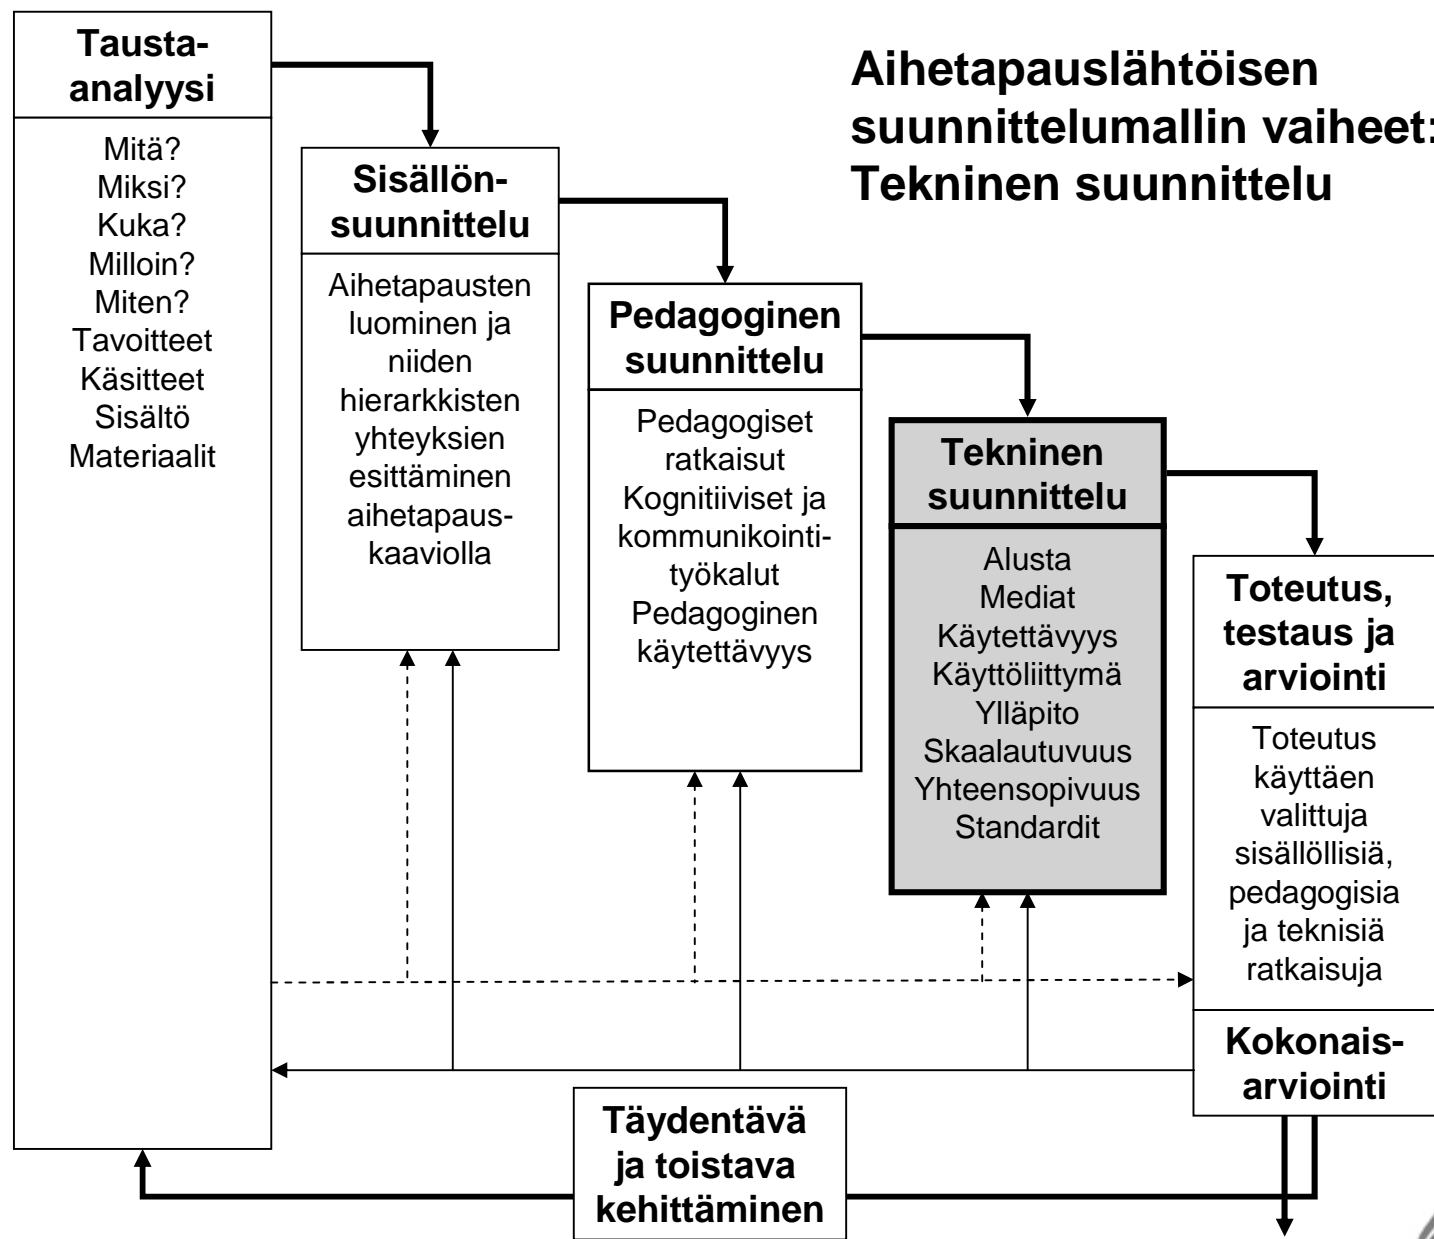 Aihetapauslähtöisen
suunnittelumallin vaiheet:
Tekninen suunnittelu
Tausta-
analyysi
Mitä?
Miksi?
Kuka?
Milloin?
Miten?
Tavoitteet
Käsitteet
Sisältö
Materiaalit
Sisällön-
suunnittelu
Aihetapausten
luominen ja
niiden
hierarkkisten
yhteyksien
esittäminen
aihetapaus-
kaaviolla
Pedagoginen
suunnittelu
Pedagogiset
ratkaisut
Kognitiiviset ja
kommunikointi-
työkalut
Pedagoginen
käytettävyys
Tekninen
suunnittelu
Alusta
Mediat
Käytettävyys
Käyttöliittymä
Ylläpito
Skaalautuvuus
Yhteensopivuus
Standardit
Toteutus,
testaus ja
arviointi
Toteutus
käyttäen
valittuja
sisällöllisiä,
pedagogisia
ja teknisiä
ratkaisuja
Kokonais-
arviointi
Täydentävä
ja toistava
kehittäminen